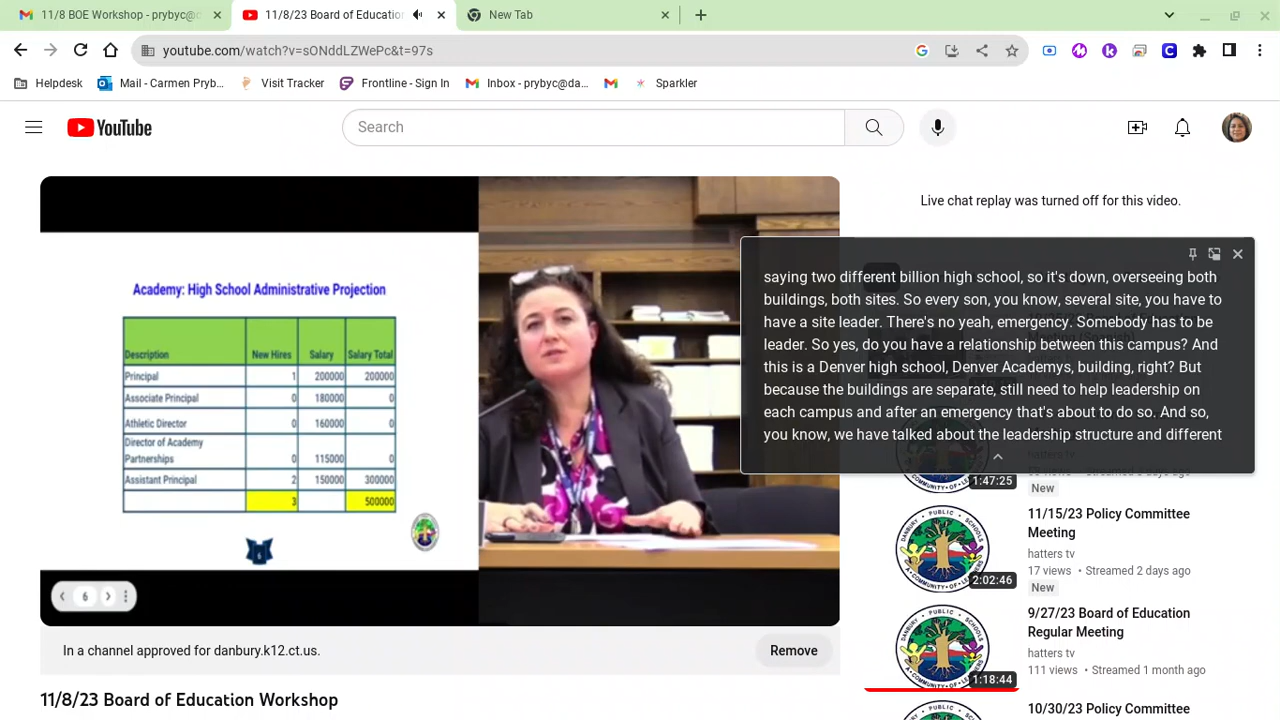 11/8 BOE Workshop - prybyc@d
11/8/23 Board of Education
New Tab
youtube.com/watch?v=sONddLZWePc&t=97s
Helpdesk
Mail - Carmen Pryb...
Visit Tracker
Frontline - Sign In
Inbox - prybyc@da...
Sparkler
YouTube
Search
Academy: High School Administrative Projection
Description New Hires Salary Salary Total
Principal 1 200000 200000
Associate Principal 0 180000 0
Athletic Director 0 160000 0
Director of Academy
Partnerships 0 115000 0
Assistant Principal 2 150000 300000
3 500000
6
6
In a channel approved for danbury.k12.ct.us.
Remove
11/8/23 Board of Education Workshop
Live chat replay was turned off for this video.
saying two different billion high school, so it's down, overseeing both
buildings, both sites. So every son, you know, several site, you have to
have a site leader. There's no yeah, emergency. Somebody has to be
leader. So yes, do you have a relationship between this campus? And
this is a Denver high school, Denver Academys, building, right? But
because the buildings are separate, still need to help leadership on
each campus and after an emergency that's about to do so. And so,
you know, we have talked about the leadership structure and different
1:47:25
New
11/15/23 Policy Committee
Meeting
hatters tv
17 views • Streamed 2 days ago
2:02:46
New
9/27/23 Board of Education
Regular Meeting
hatters tv
111 views • Streamed 1 month ago
1:18:44
10/30/23 Policy Committee